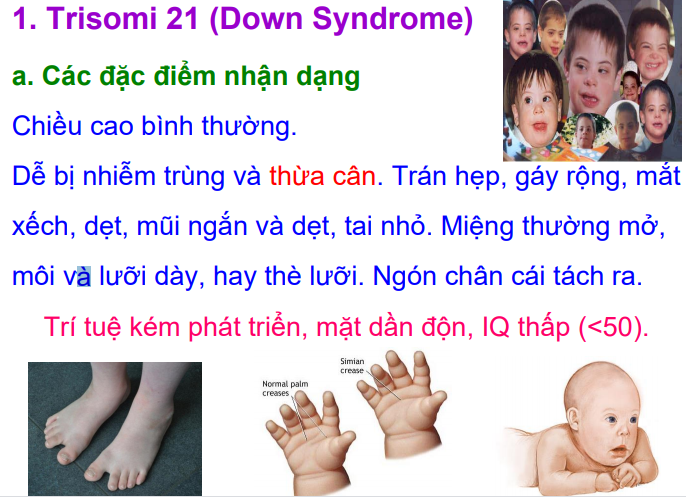 1. Trisomi 21 (Down Syndrome)
a. Các đặc điểm nhận dạng
Chiều cao bình thường.
Dễ bị nhiễm trùng và thừa cân. Trán hẹp, gáy rộng, mắt
xếch, dẹt, mũi ngắn và dẹt, tai nhỏ. Miệng thường mở,
môi và lưỡi dày, hay thè lưỡi. Ngón chân cái tách ra.
Trí tuệ kém phát triển, mặt dần độn, IQ thấp (<50).
Simian
crease
Normal palm
creases